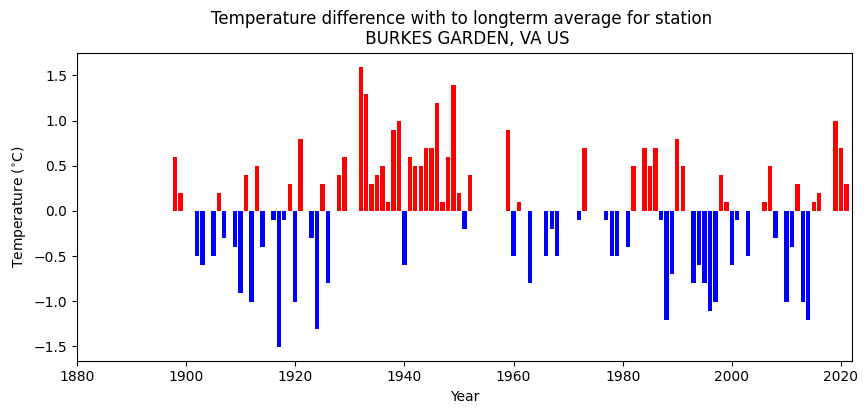 Temperature difference with to longterm average for station
BURKES GARDEN, VA US
1.5
1.0
0.5
0.0
−0.5
−1.0
−1.5
Temperature (°C)
1880 1900 1920 1940 1960 1980 2000 2020
Year